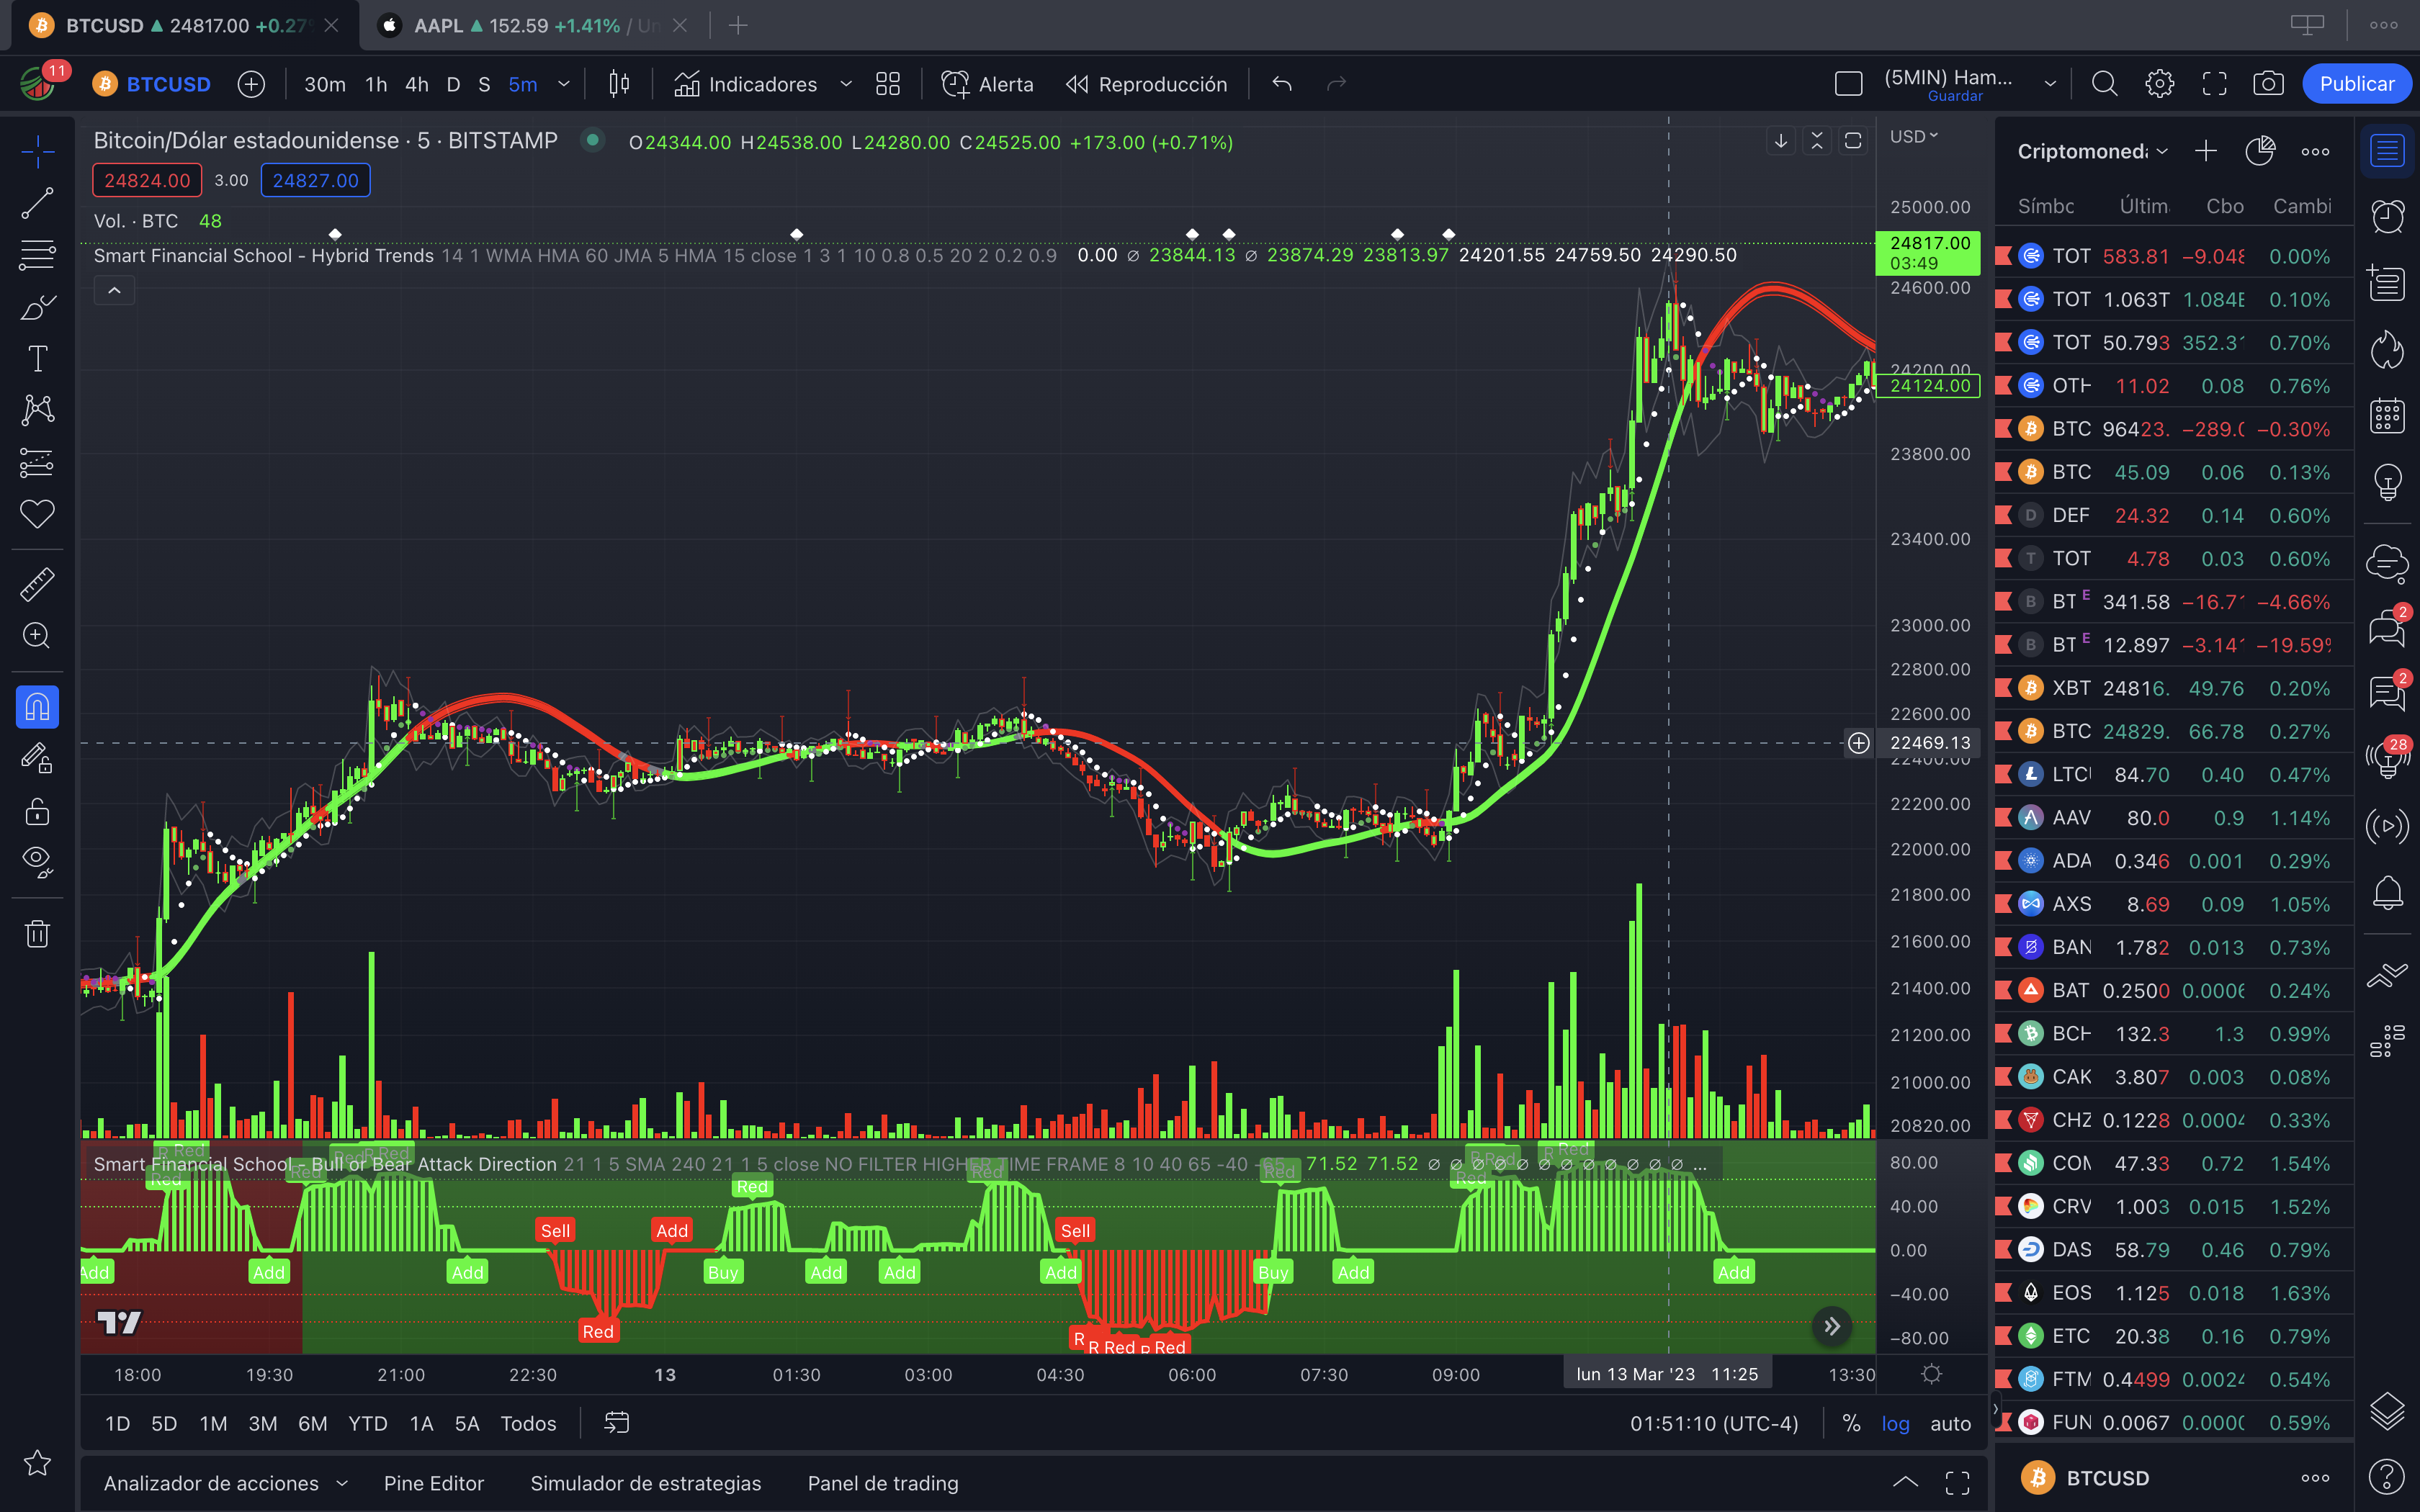 BTCUSD ▲ 24817.00 +0.27
AAPL ▲ 152.59 +1.41% / Un
11
BTCUSD
30m 1h 4h D S 5m
Indicadores
Alerta
Reproducción
(5MIN) Ham...
Guardar
Publicar
Bitcoin/Dólar estadounidense · 5 · BITSTAMP
O24344.00 H24538.00 L24280.00 C24525.00 +173.00 (+0.71%)
USD
24824.00 3.00 24827.00
Vol. · BTC 48
Smart Financial School - Hybrid Trends 14 1 WMA HMA 60 JMA 5 HMA 15 close 1 3 1 10 0.8 0.5 20 2 0.2 0.9 0.00 ∅ 23844.13 ∅ 23874.29 23813.97 24201.55 24759.50 24290.50
25000.00
24817.00
03:49
24600.00
24200.00
24124.00
23800.00
23400.00
23000.00
22800.00
22600.00
22469.13
22400.00
22200.00
22000.00
21800.00
21600.00
21400.00
21200.00
21000.00
20820.00
Smart Financial School - Bull or Bear Attack Direction 21 1 5 SMA 240 21 1 5 close NO FILTER HIGHER TIME FRAME 8 10 40 65 -40 -65 71.52 71.52 ∅ ∅ ∅ ∅ ∅ ∅ ∅ ∅ ∅ ∅ ∅ ∅ ...
R Red
Red
Red
Red
R Red
Red
Red
Red
R Red
Red
R Red
Sell
Add
Sell
Add
Add
Add
Buy
Add
Add
Add
Buy
Add
Add
Red
R
R Red
Red
80.00
40.00
0.00
−40.00
−80.00
18:00 19:30 21:00 22:30 13 01:30 03:00 04:30 06:00 07:30 09:00 lun 13 Mar '23 11:25 13:30
1D 5D 1M 3M 6M YTD 1A 5A Todos
01:51:10 (UTC-4) % log auto
Analizador de acciones Pine Editor Simulador de estrategias Panel de trading
Criptomoned
Símbc Últim Cbo Cambi
TOT 583.81 −9.048 0.00%
TOT 1.063T 1.084E 0.10%
TOT 50.793 352.3 0.70%
OTH 11.02 0.08 0.76%
BTC 96423. −289.0 −0.30%
BTC 45.09 0.06 0.13%
D DEF 24.32 0.14 0.60%
T TOT 4.78 0.03 0.60%
B BT E 341.58 −16.7 −4.66%
B BT E 12.897 −3.14 −19.59%
XBT 24816. 49.76 0.20%
BTC 24829. 66.78 0.27%
LTC 84.70 0.40 0.47%
AAV 80.0 0.9 1.14%
ADA 0.346 0.001 0.29%
AXS 8.69 0.09 1.05%
BAN 1.782 0.013 0.73%
BAT 0.2500 0.0006 0.24%
BCH 132.3 1.3 0.99%
CAK 3.807 0.003 0.08%
CHZ 0.1228 0.0004 0.33%
COM 47.33 0.72 1.54%
CRV 1.003 0.015 1.52%
DAS 58.79 0.46 0.79%
EOS 1.125 0.018 1.63%
ETC 20.38 0.16 0.79%
FTM 0.4499 0.0024 0.54%
FUN 0.0067 0.0000 0.59%
BTCUSD
2
2
28